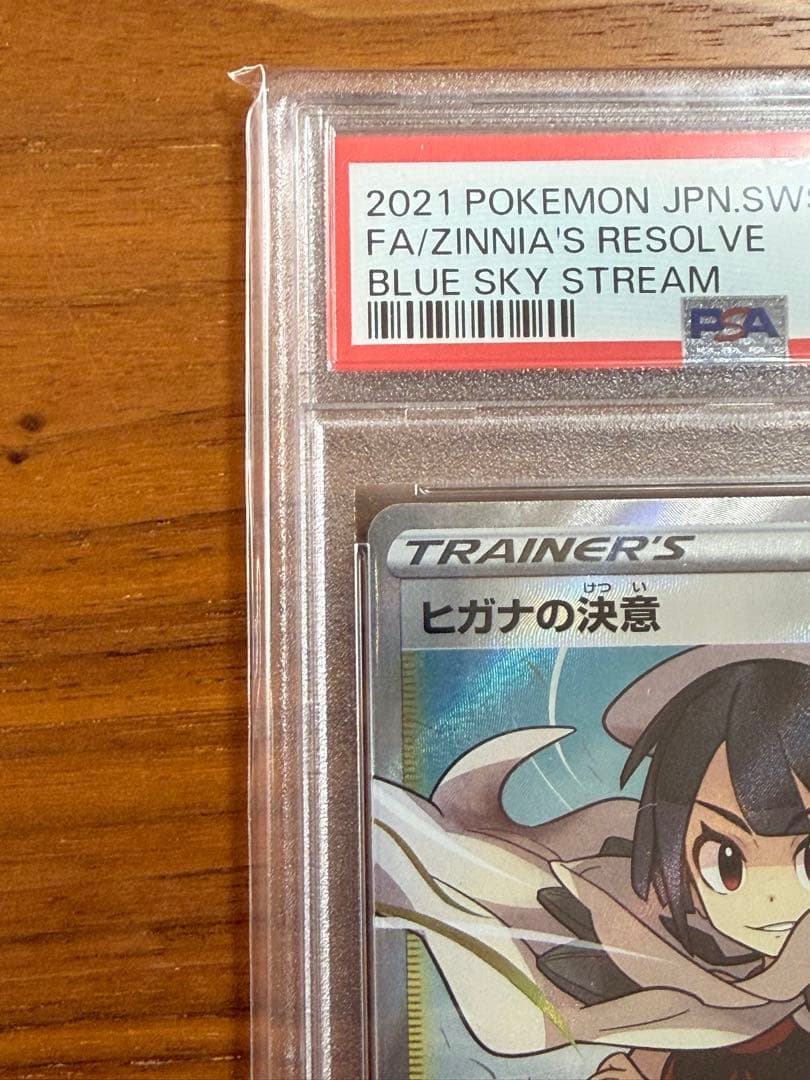 2021 POKEMON JPN.SWS
FA/ZINNIA'S RESOLVE
BLUE SKY STREAM
PSA
TRAINER'S
けつ い
ヒガナの決意